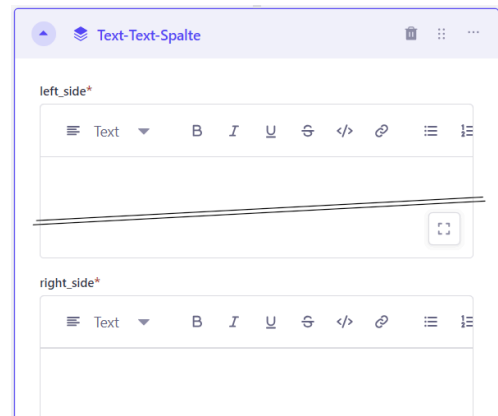 Text-Text-Spalte
left_side*
Text B I U S </>
right_side*
Text B I U S </>